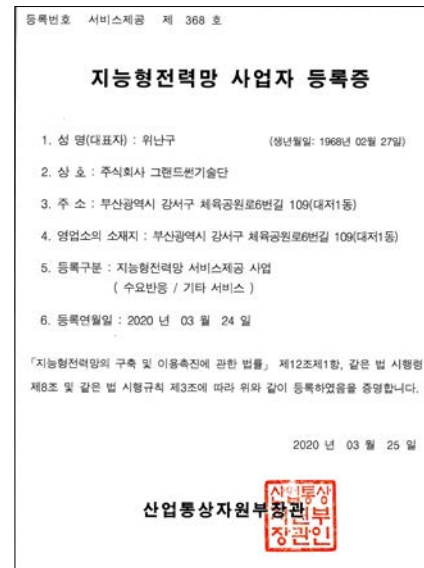 등록번호 서비스제공 제 368 호
지능형전력망 사업자 등록증
1. 성 명(대표자) : 위난구 (생년월일: 1968년 02월 27일)
2. 상 호 : 주식회사 그랜드썬기술단
3. 주 소 : 부산광역시 강서구 체육공원로6번길 109(대저1동)
4. 영업소의 소재지 : 부산광역시 강서구 체육공원로6번길 109(대저1동)
5. 등록구분 : 지능형전력망 서비스제공 사업
( 수요반응 / 기타 서비스 )
6. 등록연월일 : 2020 년 03 월 24 일
「지능형전력망의 구축 및 이용촉진에 관한 법률」 제12조제1항, 같은 법 시행령
제8조 및 같은 법 시행규칙 제3조에 따라 위와 같이 등록하였음을 증명합니다.
2020 년 03 월 25 일
산업통상자원부장관
산업통상
자원부
장관인